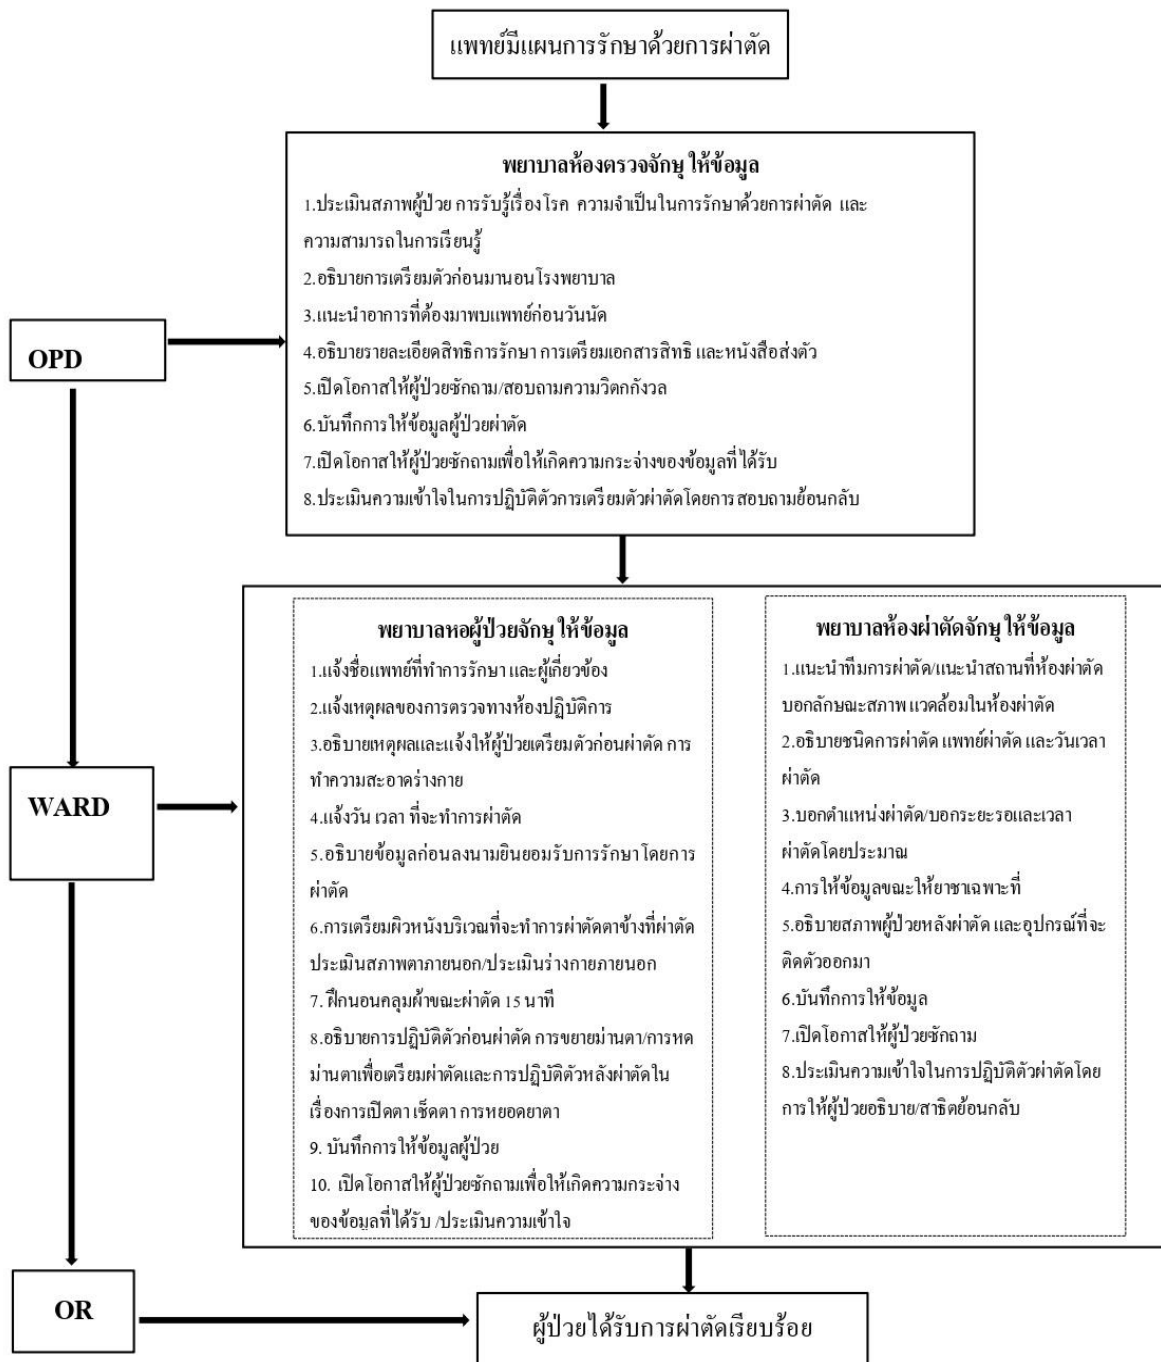 แพทย์มีแผนการรักษาด้วยการผ่าตัด
พยาบาลห้องตรวจจักษุ ให้ข้อมูล
1.ประเมินสภาพผู้ป่วย การรับรู้เรื่องโรค ความจำเป็นในการรักษาด้วยการผ่าตัด และ
ความสามารถในการเรียนรู้
2.อธิบายการเตรียมตัวก่อนมานอนโรงพยาบาล
3.แนะนำอาการที่ต้องมาพบแพทย์ก่อนวันนัด
4.อธิบายรายละเอียดสิทธิการรักษา การเตรียมเอกสารสิทธิ และหนังสือส่งตัว
5.เปิดโอกาสให้ผู้ป่วยซักถาม/สอบถามความวิตกกังวล
6.บันทึกการให้ข้อมูลผู้ป่วยผ่าตัด
7.เปิดโอกาสให้ผู้ป่วยซักถามเพื่อให้เกิดความกระจ่างของข้อมูลที่ได้รับ
8.ประเมินความเข้าใจในการปฏิบัติตัวการเตรียมตัวผ่าตัดโดยการสอบถามย้อนกลับ
OPD
พยาบาลหอผู้ป่วยจักษุ ให้ข้อมูล
1.แจ้งชื่อแพทย์ที่ทำการรักษา และผู้เกี่ยวข้อง
2.แจ้งเหตุผลของการตรวจทางห้องปฏิบัติการ
3.อธิบายเหตุผลและแจ้งให้ผู้ป่วยเตรียมตัวก่อนผ่าตัด การ
ทำความสะอาดร่างกาย
4.แจ้งวัน เวลา ที่จะทำการผ่าตัด
5.อธิบายข้อมูลก่อนลงนามยินยอมรับการรักษาโดยการ
ผ่าตัด
6.การเตรียมผิวหนังบริเวณที่จะทำการผ่าตัดตาข้างที่ผ่าตัด
ประเมินสภาพตาภายนอก/ประเมินร่างกายภายนอก
7. ฝึกนอนคลุมผ้าขณะผ่าตัด 15 นาที
8.อธิบายการปฏิบัติตัวก่อนผ่าตัด การขยายม่านตา/การหด
ม่านตาเพื่อเตรียมผ่าตัดและการปฏิบัติตัวหลังผ่าตัดใน
เรื่องการเปิดตา เช็ดตา การหยอดยาตา
9. บันทึกการให้ข้อมูลผู้ป่วย
10. เปิดโอกาสให้ผู้ป่วยซักถามเพื่อให้เกิดความกระจ่าง
ของข้อมูลที่ได้รับ /ประเมินความเข้าใจ
พยาบาลห้องผ่าตัดจักษุ ให้ข้อมูล
1.แนะนำทีมการผ่าตัด/แนะนำสถานที่ห้องผ่าตัด
บอกลักษณะสภาพ แวดล้อมในห้องผ่าตัด
2.อธิบายชนิดการผ่าตัด แพทย์ผ่าตัด และวันเวลา
ผ่าตัด
3.บอกตำแหน่งผ่าตัด/บอกระยะรอและเวลา
ผ่าตัดโดยประมาณ
4.การให้ข้อมูลขณะให้ยาชาเฉพาะที่
5.อธิบายสภาพผู้ป่วยหลังผ่าตัด และอุปกรณ์ที่จะ
ติดตัวออกมา
6.บันทึกการให้ข้อมูล
7.เปิดโอกาสให้ผู้ป่วยซักถาม
8.ประเมินความเข้าใจในการปฏิบัติตัวผ่าตัดโดย
การให้ผู้ป่วยอธิบาย/สาธิตย้อนกลับ
WARD
OR
ผู้ป่วยได้รับการผ่าตัดเรียบร้อย